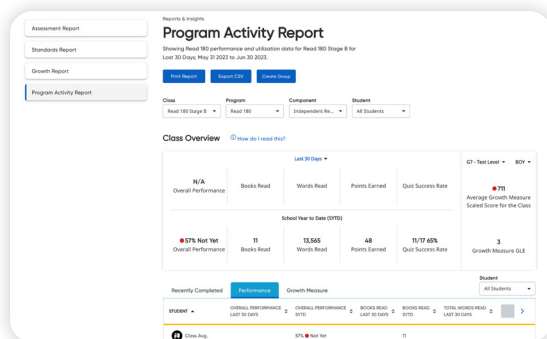 Assessment Report
Standards Report
Growth Report
Program Activity Report
Reports & Insights
Program Activity Report
Showing Read 180 performance and utilization data for Read 180 Stage B for
Last 30 Days; May 31 2023 to Jun 30 2023.
Print Report Export CSV Create Group
Class Program Component Student
Read 180 Stage B Read 180 Independent Re... All Students
Class Overview How do I read this?
Last 30 Days
N/A
Overall Performance Books Read Words Read Points Earned Quiz Success Rate
School Year to Date (SYTD)
57% Not Yet 11 13,565 48 11/17 65%
Overall Performance Books Read Words Read Points Earned Quiz Success Rate
G7 - Test Level BOY
711
Average Growth Measure
Scaled Score for the Class
3
Growth Measure GLE
Recently Completed Performance Growth Measure
Student
All Students
STUDENT OVERALL PERFORMANCE LAST 30 DAYS OVERALL PERFORMANCE SYTD BOOKS READ LAST 30 DAYS BOOKS READ SYTD TOTAL WORDS READ LAST 30 DAYS
Class Avg. 57% Not Yet 11